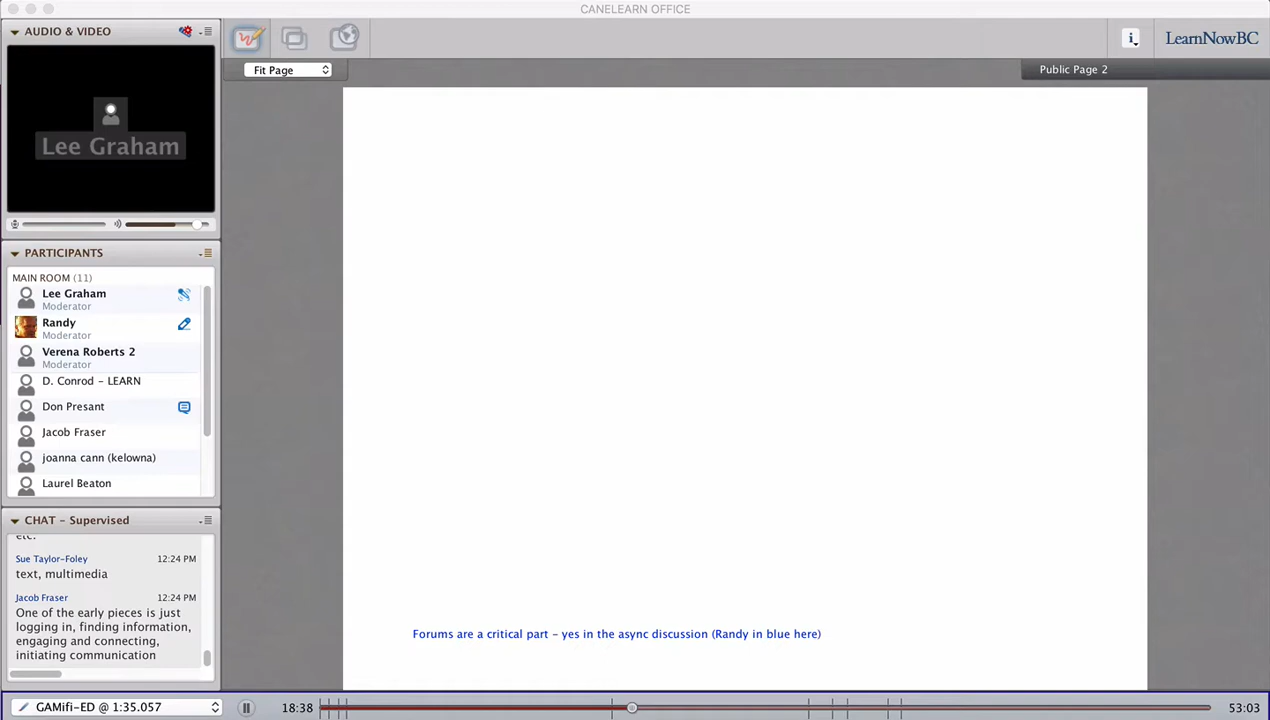 CANELEARN OFFICE
AUDIO & VIDEO
LearnNowBC
Fit Page
Public Page 2
Lee Graham
PARTICIPANTS
MAIN ROOM (11)
Lee Graham
Moderator
Randy
Moderator
Verena Roberts 2
Moderator
D. Conrod - LEARN
Don Presant
Jacob Fraser
joanna cann (kelowna)
Laurel Beaton
CHAT - Supervised
etc.
Sue Taylor-Foley 12:24 PM
text, multimedia
Jacob Fraser 12:24 PM
One of the early pieces is just
logging in, finding information,
engaging and connecting,
initiating communication
Forums are a critical part - yes in the async discussion (Randy in blue here)
GAMifi-ED @ 1:35.057
18:38
53:03